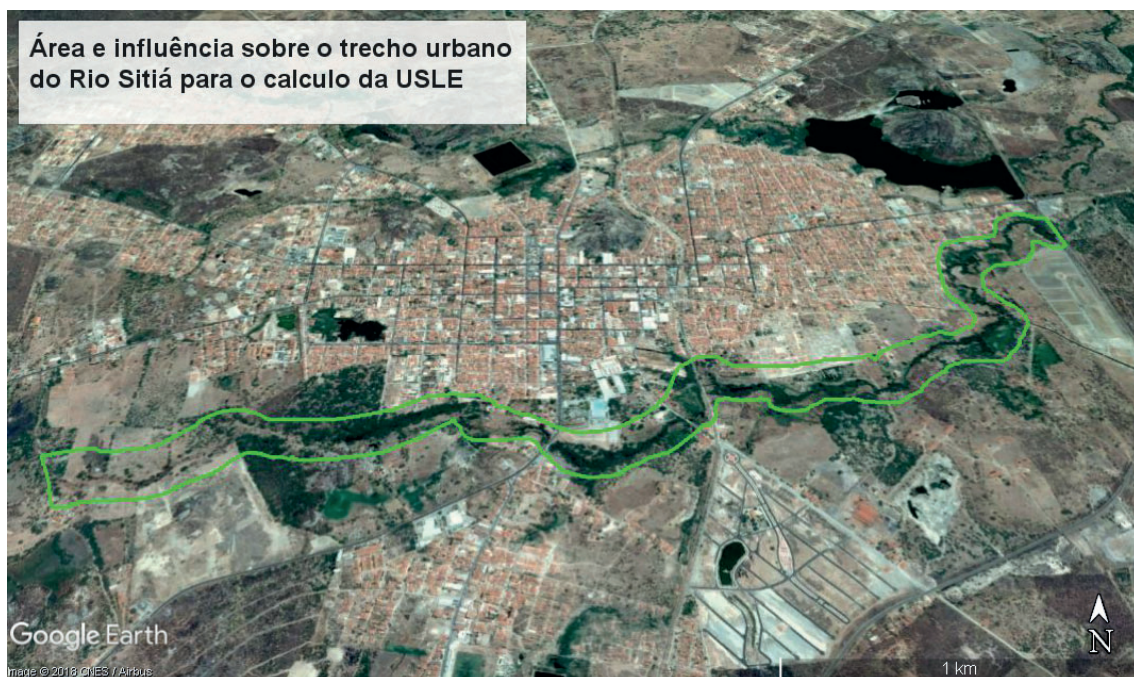 Área e influência sobre o trecho urbano
do Rio Sitiá para o calculo da USLE
Google Earth
Image © 2018 CNES / Airbus
N
1 km